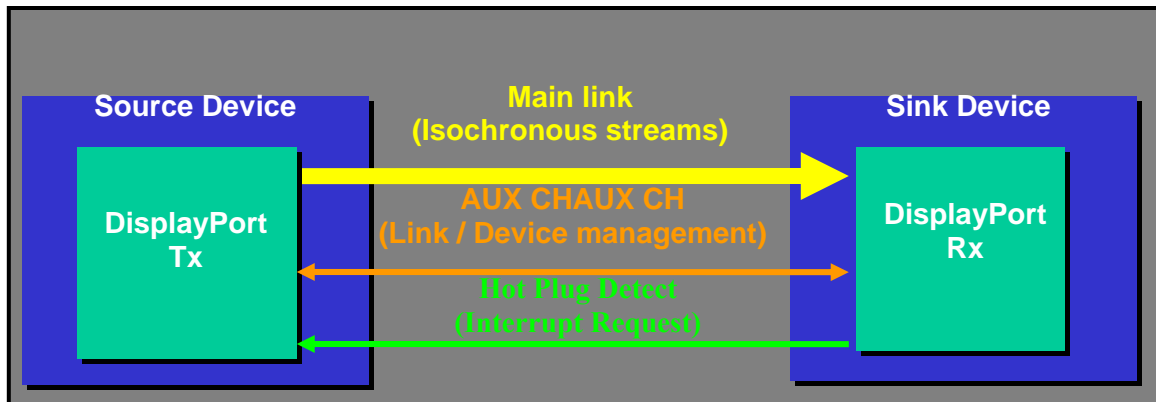 Source Device
Main link
(Isochronous streams)
Sink Device
DisplayPort
Tx
AUX CHAUX CH
(Link / Device management)
DisplayPort
Rx
Hot Plug Detect
(Interrupt Request)